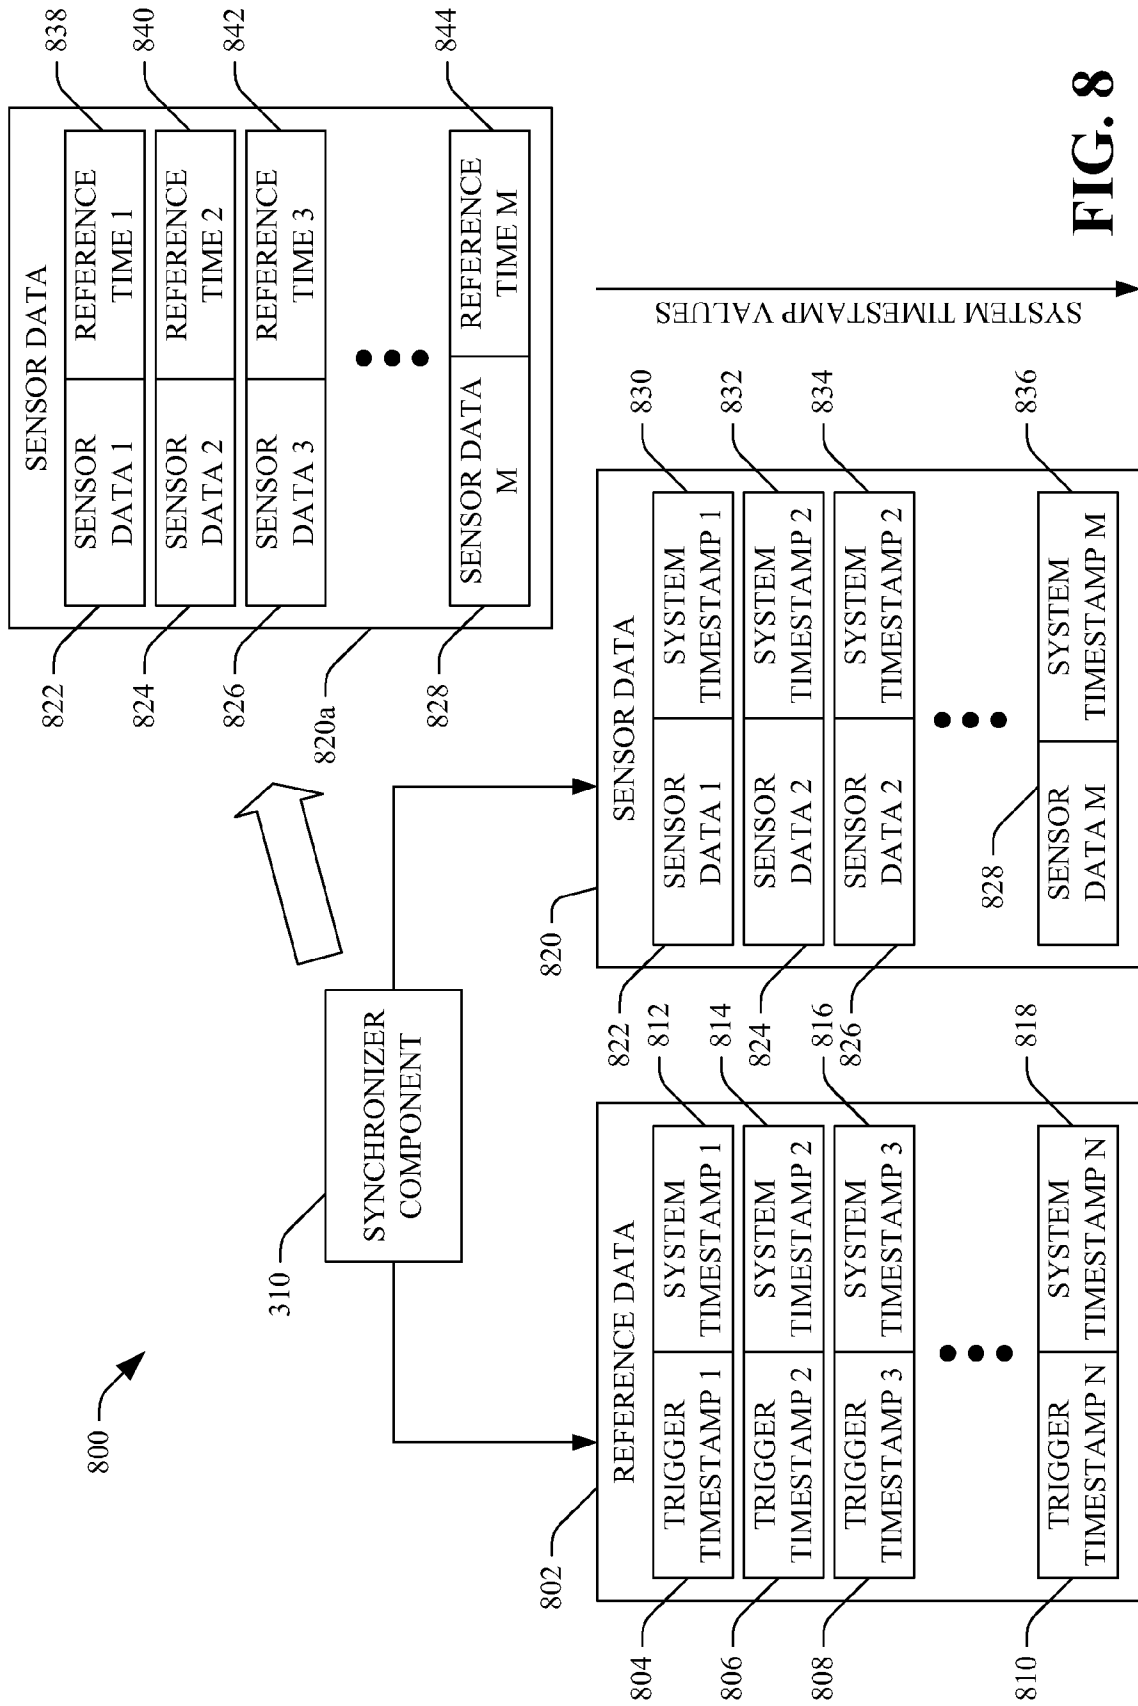 800
310
SYNCHRONIZER
COMPONENT
802
REFERENCE DATA
804
TRIGGER
TIMESTAMP 1
SYSTEM
TIMESTAMP 1
812
806
TRIGGER
TIMESTAMP 2
SYSTEM
TIMESTAMP 2
814
808
TRIGGER
TIMESTAMP 3
SYSTEM
TIMESTAMP 3
816
810
TRIGGER
TIMESTAMP N
SYSTEM
TIMESTAMP N
818
820
SENSOR DATA
822
SENSOR
DATA 1
SYSTEM
TIMESTAMP 1
830
824
SENSOR
DATA 2
SYSTEM
TIMESTAMP 2
832
826
SENSOR
DATA 2
SYSTEM
TIMESTAMP 2
834
828
SENSOR
DATA M
SYSTEM
TIMESTAMP M
836
820a
SENSOR DATA
822
SENSOR
DATA 1
REFERENCE
TIME 1
838
824
SENSOR
DATA 2
REFERENCE
TIME 2
840
826
SENSOR
DATA 3
REFERENCE
TIME 3
842
828
SENSOR DATA
M
REFERENCE
TIME M
844
SYSTEM TIMESTAMP VALUES
FIG. 8